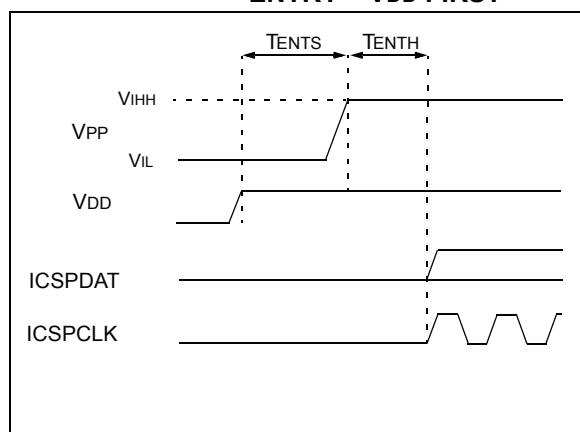 ENTRY – VDD FIRST
TENTS TENTH
VIHH
VPP
VIL
VDD
ICSPDAT
ICSPCLK